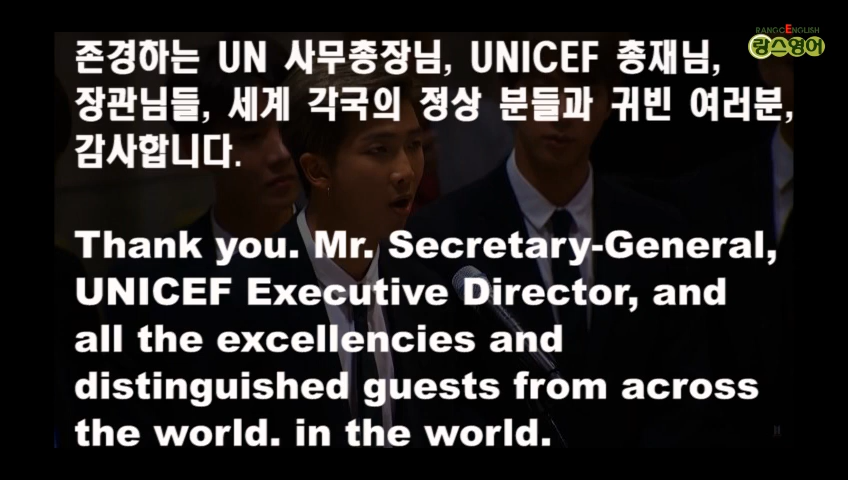 RANGCENGLISH
랑스영어
존경하는 UN 사무총장님, UNICEF 총재님,
장관님들, 세계 각국의 정상 분들과 귀빈 여러분,
감사합니다.
Thank you. Mr. Secretary-General,
UNICEF Executive Director, and
all the excellencies and
distinguished guests from across
the world. in the world.